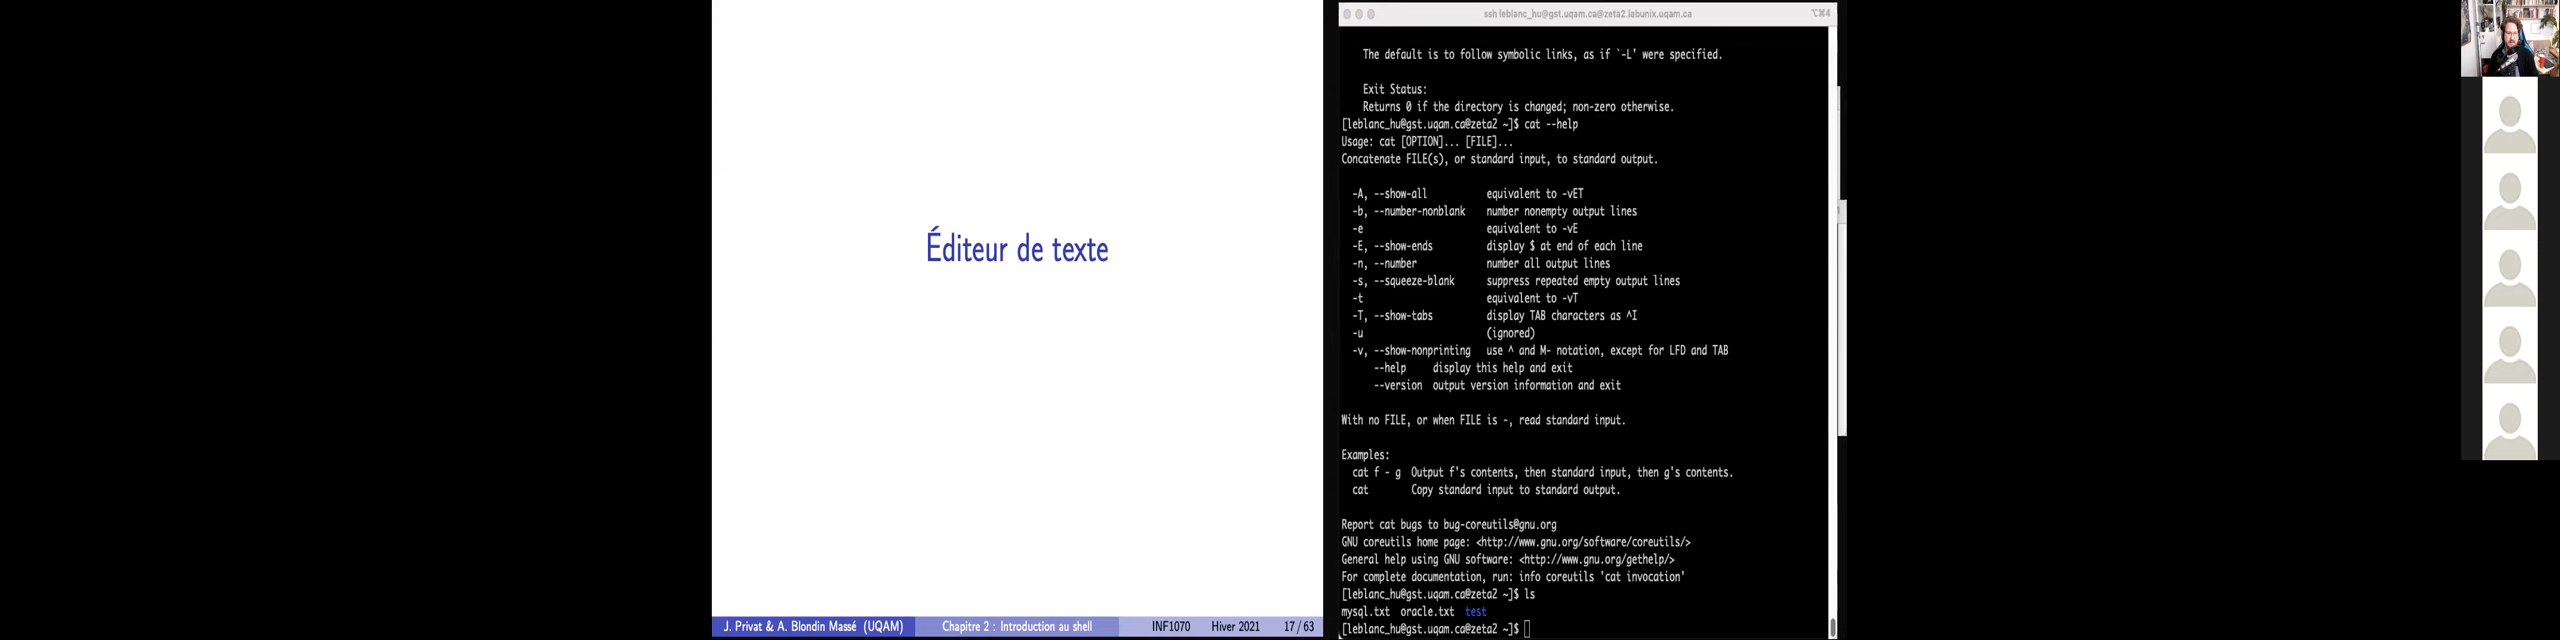 Éditeur de texte
J. Privat & A. Blondin Massé (UQAM) Chapitre 2 : Introduction au shell INF1070 Hiver 2021 17 / 63
ssh leblanc_hu@gst.uqam.ca@zeta2.labunix.uqam.ca ⌥⌘4
The default is to follow symbolic links, as if `-L' were specified.
Exit Status:
Returns 0 if the directory is changed; non-zero otherwise.
[leblanc_hu@gst.uqam.ca@zeta2 ~]$ cat --help
Usage: cat [OPTION]... [FILE]...
Concatenate FILE(s), or standard input, to standard output.
-A, --show-all equivalent to -vET
-b, --number-nonblank number nonempty output lines
-e equivalent to -vE
-E, --show-ends display $ at end of each line
-n, --number number all output lines
-s, --squeeze-blank suppress repeated empty output lines
-t equivalent to -vT
-T, --show-tabs display TAB characters as ^I
-u (ignored)
-v, --show-nonprinting use ^ and M- notation, except for LFD and TAB
--help display this help and exit
--version output version information and exit
With no FILE, or when FILE is -, read standard input.
Examples:
cat f - g Output f's contents, then standard input, then g's contents.
cat Copy standard input to standard output.
Report cat bugs to bug-coreutils@gnu.org
GNU coreutils home page: <http://www.gnu.org/software/coreutils/>
General help using GNU software: <http://www.gnu.org/gethelp/>
For complete documentation, run: info coreutils 'cat invocation'
[leblanc_hu@gst.uqam.ca@zeta2 ~]$ ls
mysql.txt oracle.txt test
[leblanc_hu@gst.uqam.ca@zeta2 ~]$